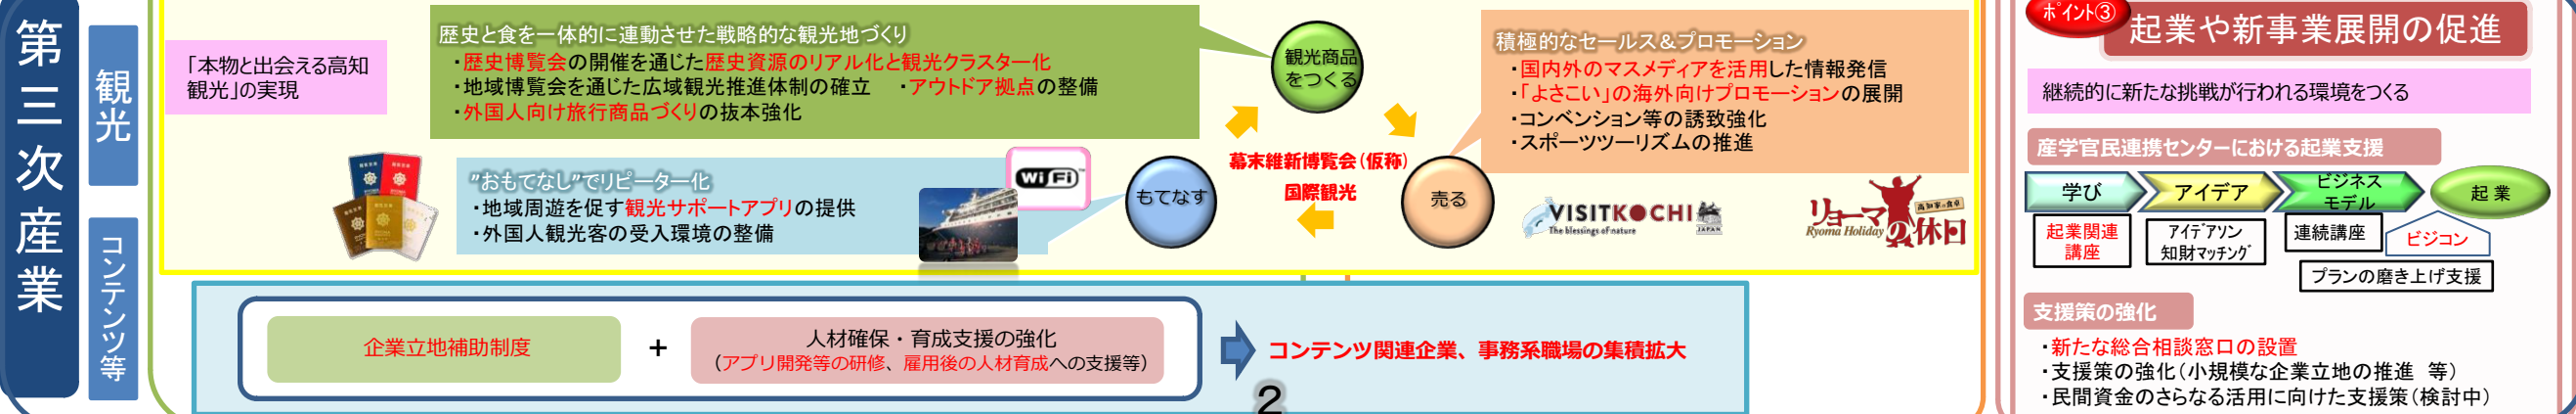 第三次産業
観光
コンテンツ等
「本物と出会える高知
観光」の実現
歴史と食を一体的に連動させた戦略的な観光地づくり
・歴史博覧会の開催を通じた歴史資源のリアル化と観光クラスター化
・地域博覧会を通じた広域観光推進体制の確立　・アウトドア拠点の整備
・外国人向け旅行商品づくりの抜本強化
観光商品
をつくる
積極的なセールス＆プロモーション
・国内外のマスメディアを活用した情報発信
・「よさこい」の海外向けプロモーションの展開
・コンベンション等の誘致強化
・スポーツツーリズムの推進
"おもてなし"でリピーター化
・地域周遊を促す観光サポートアプリの提供
・外国人観光客の受入環境の整備
Wi Fi
もてなす
幕末維新博覧会（仮称）
国際観光
売る
VISIT KOCHI
JAPAN
The blessings of nature
高知家の食卓
リョーマの休日
Ryoma Holiday
企業立地補助制度
＋
人材確保・育成支援の強化
（アプリ開発等の研修、雇用後の人材育成への支援等）
コンテンツ関連企業、事務系職場の集積拡大
2
ポイント③
起業や新事業展開の促進
継続的に新たな挑戦が行われる環境をつくる
産学官民連携センターにおける起業支援
学び
アイデア
ビジネス
モデル
起業
起業関連
講座
アイデアソン
知財マッチング
連続講座
ビジコン
プランの磨き上げ支援
支援策の強化
・新たな総合相談窓口の設置
・支援策の強化（小規模な企業立地の推進　等）
・民間資金のさらなる活用に向けた支援策（検討中）